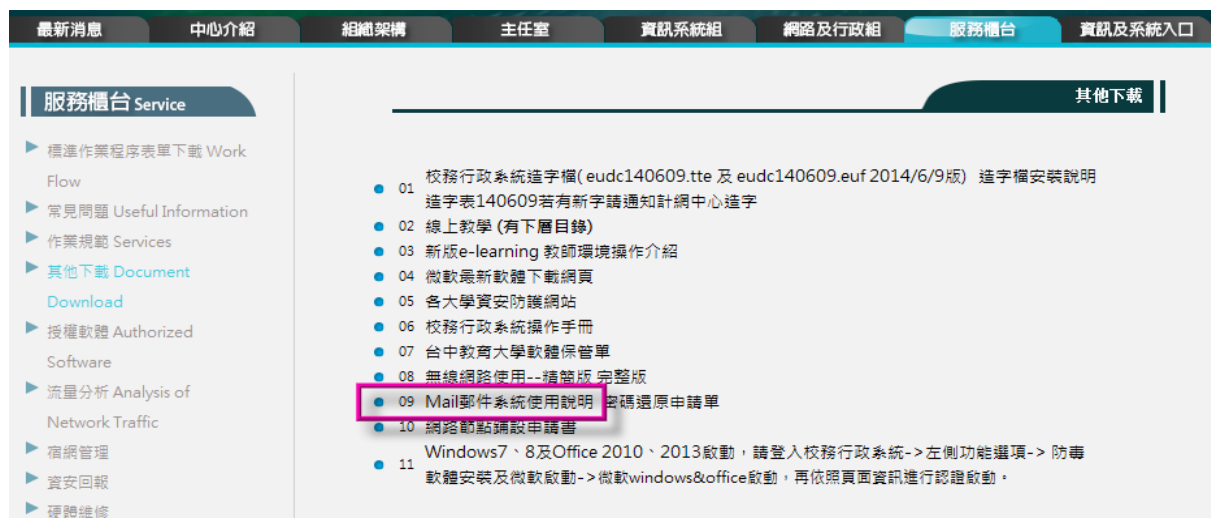 最新消息 中心介紹 組織架構 主任室 資訊系統組 網路及行政組 服務櫃台 資訊及系統入口
服務櫃台 Service
標準作業程序表單下載 Work
Flow
常見問題 Useful Information
作業規範 Services
其他下載 Document
Download
授權軟體 Authorized
Software
流量分析 Analysis of
Network Traffic
宿網管理
資安回報
硬體維修
其他下載
01 校務行政系統造字檔( eudc140609.tte 及 eudc140609.euf 2014/6/9版) 造字檔安裝說明
造字表140609若有新字請通知計網中心造字
02 線上教學 (有下層目錄)
03 新版e-learning 教師環境操作介紹
04 微軟最新軟體下載網頁
05 各大學資安防護網站
06 校務行政系統操作手冊
07 台中教育大學軟體保管單
08 無線網路使用--精簡版 完整版
09 Mail郵件系統使用說明 密碼還原申請單
10 網路節點鋪設申請書
11 Windows7、8及Office 2010、2013啟動，請登入校務行政系統->左側功能選項-> 防毒
軟體安裝及微軟啟動->微軟windows&office啟動，再依照頁面資訊進行認證啟動。